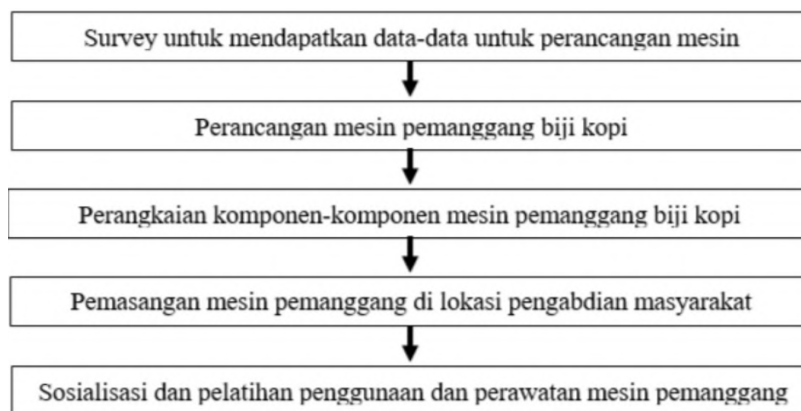 Survey untuk mendapatkan data-data untuk perancangan mesin
Perancangan mesin pemanggang biji kopi
Perangkaian komponen-komponen mesin pemanggang biji kopi
Pemasangan mesin pemanggang di lokasi pengabdian masyarakat
Sosialisasi dan pelatihan penggunaan dan perawatan mesin pemanggang